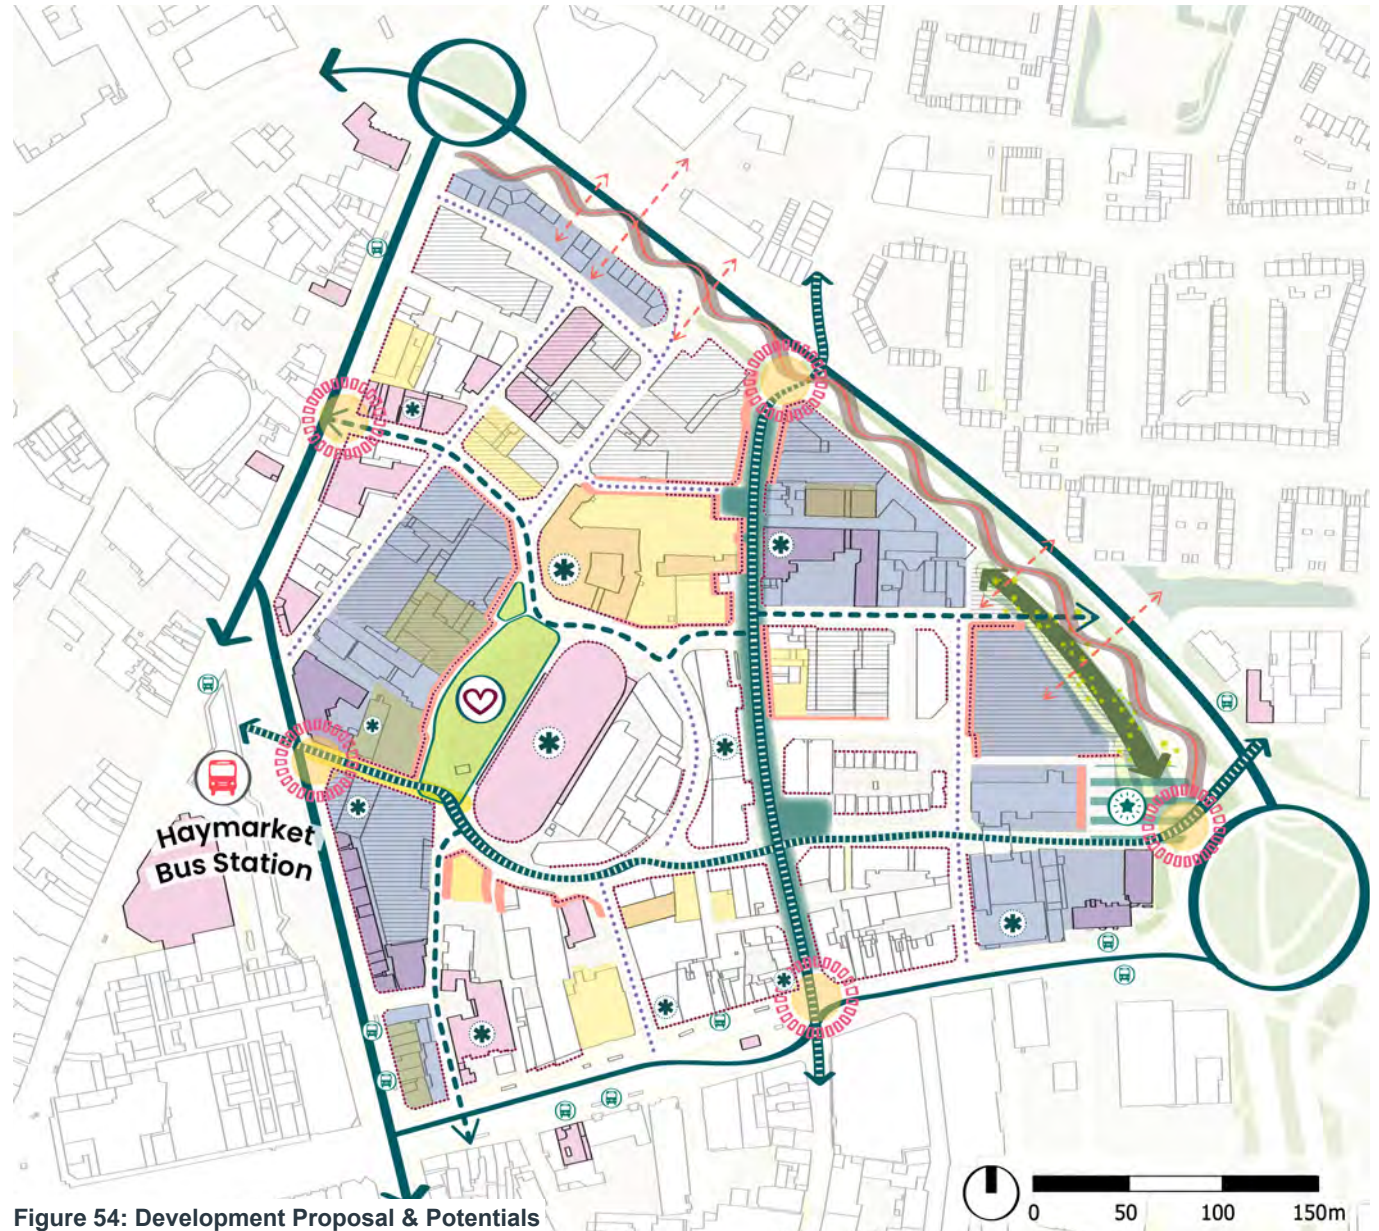 Haymarket
Bus Station
0 50 100 150m
Figure 54: Development Proposal & Potentials